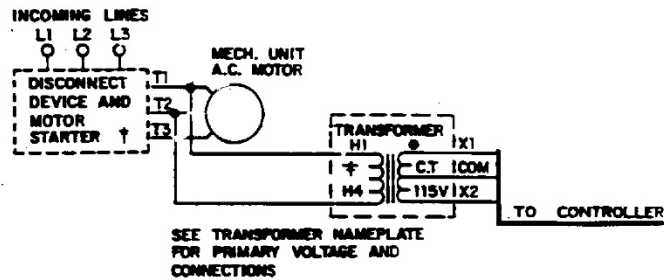 INCOMING LINES
L1 L2 L3
MECH. UNIT
A.C. MOTOR
DISCONNECT
DEVICE AND
MOTOR
STARTER †
T1
T2
T3
TRANSFORMER
H1 X1
† C.T COM
H4 115V X2
TO CONTROLLER
SEE TRANSFORMER NAMEPLATE
FOR PRIMARY VOLTAGE AND
CONNECTIONS